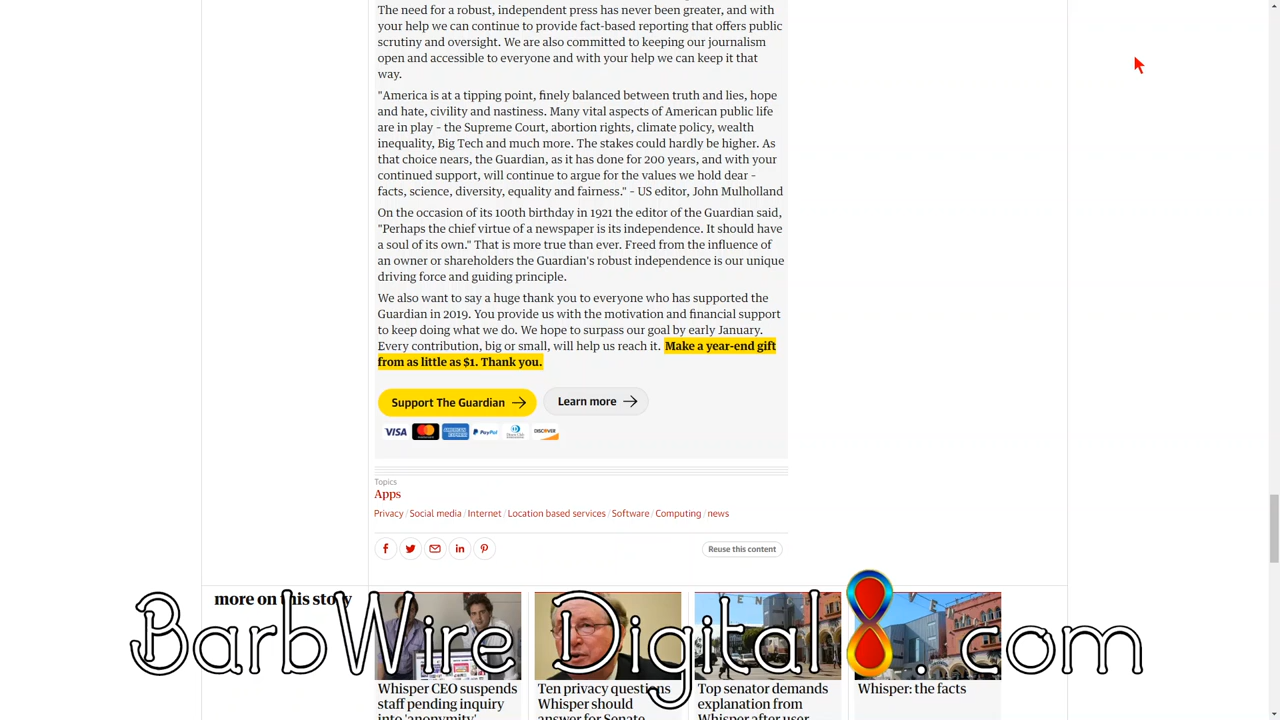 The need for a robust, independent press has never been greater, and with
your help we can continue to provide fact-based reporting that offers public
scrutiny and oversight. We are also committed to keeping our journalism
open and accessible to everyone and with your help we can keep it that
way.
"America is at a tipping point, finely balanced between truth and lies, hope
and hate, civility and nastiness. Many vital aspects of American public life
are in play – the Supreme Court, abortion rights, climate policy, wealth
inequality, Big Tech and much more. The stakes could hardly be higher. As
that choice nears, the Guardian, as it has done for 200 years, and with your
continued support, will continue to argue for the values we hold dear –
facts, science, diversity, equality and fairness." – US editor, John Mulholland
On the occasion of its 100th birthday in 1921 the editor of the Guardian said,
"Perhaps the chief virtue of a newspaper is its independence. It should have
a soul of its own." That is more true than ever. Freed from the influence of
an owner or shareholders the Guardian's robust independence is our unique
driving force and guiding principle.
We also want to say a huge thank you to everyone who has supported the
Guardian in 2019. You provide us with the motivation and financial support
to keep doing what we do. We hope to surpass our goal by early January.
Every contribution, big or small, will help us reach it. Make a year-end gift
from as little as $1. Thank you.
Support The Guardian
Learn more
VISA AMERICAN EXPRESS PayPal DISCOVER
Topics
Apps
Privacy / Social media / Internet / Location based services / Software / Computing / news
Reuse this content
more on this story
BarbWire Digital8.com
Whisper CEO suspends
staff pending inquiry
into 'anonymity'
Ten privacy questions
Whisper should
answer for Senate
Top senator demands
explanation from
Whisper after user
Whisper: the facts